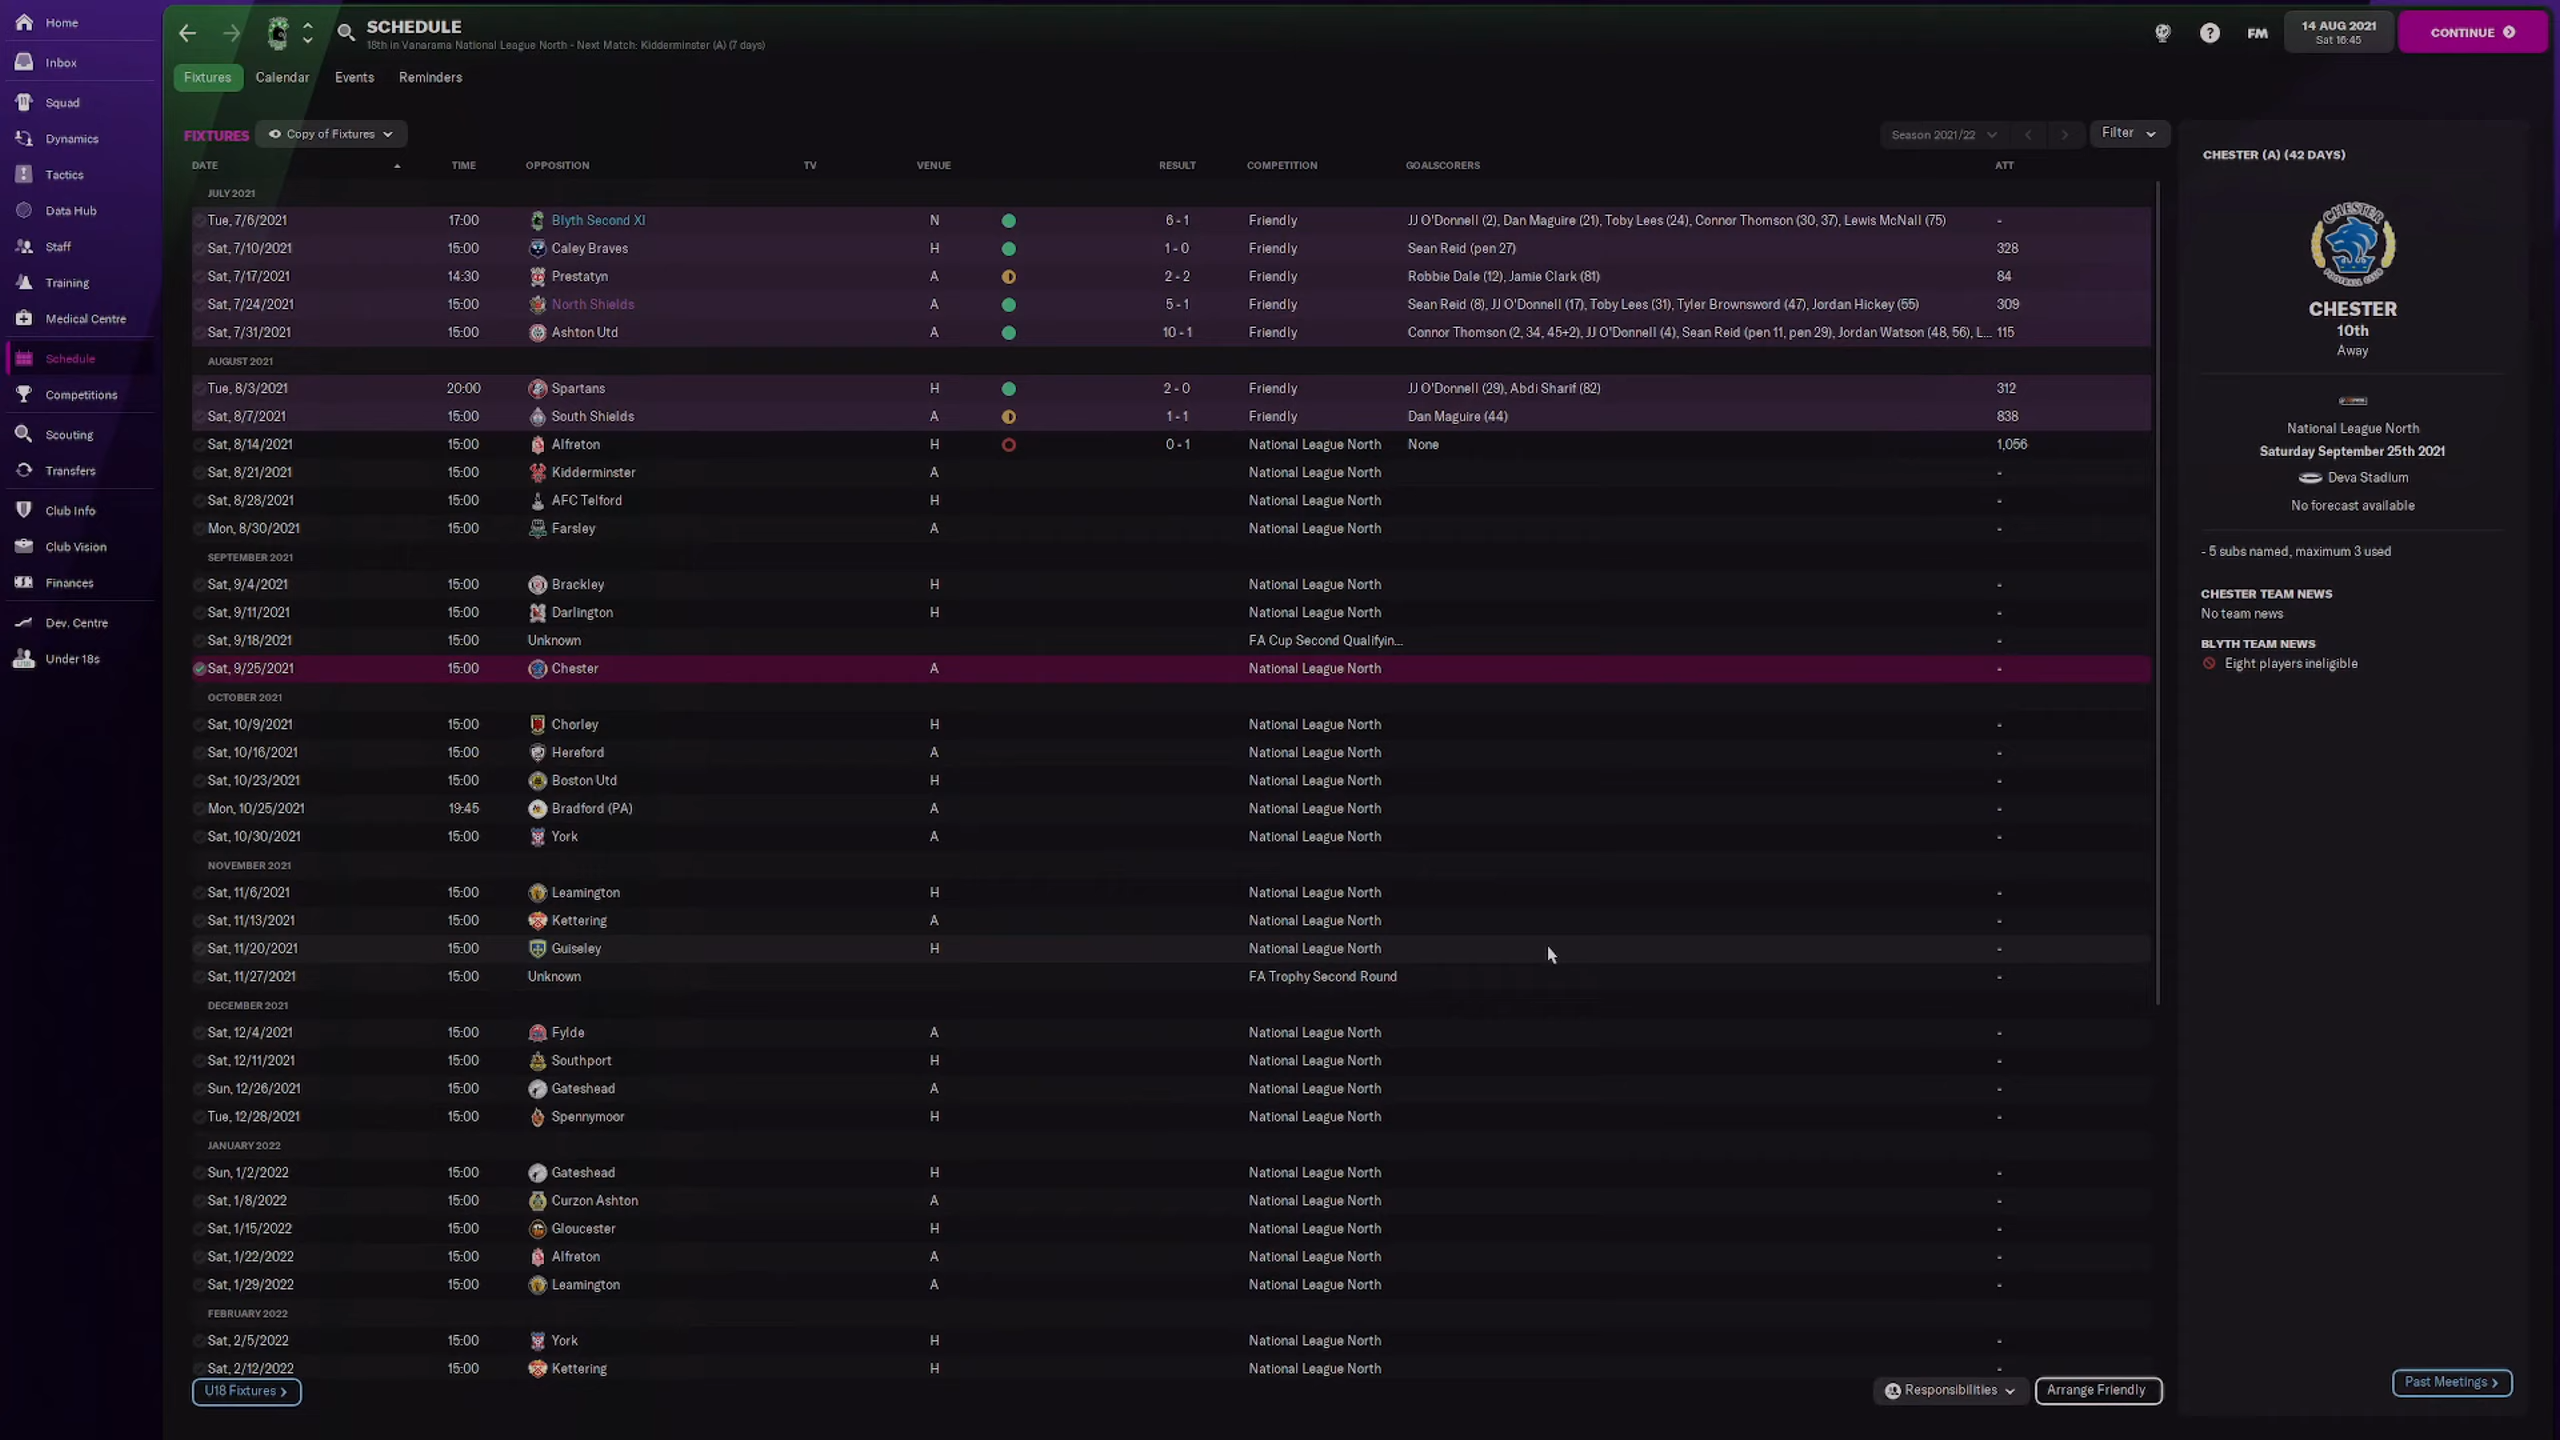 Home
Inbox
Squad
Dynamics
Tactics
Data Hub
Staff
Training
Medical Centre
Schedule
Competitions
Scouting
Transfers
Club Info
Club Vision
Finances
Dev. Centre
Under 18s
SCHEDULE
18th in Vanarama National League North - Next Match: Kidderminster (A) (7 days)
FM
14 AUG 2021
Sat 16:45
CONTINUE
Fixtures Calendar Events Reminders
FIXTURES Copy of Fixtures Season 2021/22 Filter
DATE TIME OPPOSITION TV VENUE RESULT COMPETITION GOALSCORERS ATT
JULY 2021
Tue, 7/6/2021 17:00 Blyth Second XI N 6 - 1 Friendly JJ O'Donnell (2), Dan Maguire (21), Toby Lees (24), Connor Thomson (30, 37), Lewis McNall (75) -
Sat, 7/10/2021 15:00 Caley Braves H 1 - 0 Friendly Sean Reid (pen 27) 328
Sat, 7/17/2021 14:30 Prestatyn A 2 - 2 Friendly Robbie Dale (12), Jamie Clark (81) 84
Sat, 7/24/2021 15:00 North Shields A 5 - 1 Friendly Sean Reid (8), JJ O'Donnell (17), Toby Lees (31), Tyler Brownsword (47), Jordan Hickey (55) 309
Sat, 7/31/2021 15:00 Ashton Utd A 10 - 1 Friendly Connor Thomson (2, 34, 45+2), JJ O'Donnell (4), Sean Reid (pen 11, pen 29), Jordan Watson (48, 56), L... 115
AUGUST 2021
Tue, 8/3/2021 20:00 Spartans H 2 - 0 Friendly JJ O'Donnell (29), Abdi Sharif (82) 312
Sat, 8/7/2021 15:00 South Shields A 1 - 1 Friendly Dan Maguire (44) 838
Sat, 8/14/2021 15:00 Alfreton H 0 - 1 National League North None 1,056
Sat, 8/21/2021 15:00 Kidderminster A National League North -
Sat, 8/28/2021 15:00 AFC Telford H National League North -
Mon, 8/30/2021 15:00 Farsley A National League North -
SEPTEMBER 2021
Sat, 9/4/2021 15:00 Brackley H National League North -
Sat, 9/11/2021 15:00 Darlington H National League North -
Sat, 9/18/2021 15:00 Unknown FA Cup Second Qualifyin... -
Sat, 9/25/2021 15:00 Chester A National League North -
OCTOBER 2021
Sat, 10/9/2021 15:00 Chorley H National League North -
Sat, 10/16/2021 15:00 Hereford A National League North -
Sat, 10/23/2021 15:00 Boston Utd H National League North -
Mon, 10/25/2021 19:45 Bradford (PA) A National League North -
Sat, 10/30/2021 15:00 York A National League North -
NOVEMBER 2021
Sat, 11/6/2021 15:00 Leamington H National League North -
Sat, 11/13/2021 15:00 Kettering A National League North -
Sat, 11/20/2021 15:00 Guiseley H National League North -
Sat, 11/27/2021 15:00 Unknown FA Trophy Second Round -
DECEMBER 2021
Sat, 12/4/2021 15:00 Fylde A National League North -
Sat, 12/11/2021 15:00 Southport H National League North -
Sun, 12/26/2021 15:00 Gateshead A National League North -
Tue, 12/28/2021 15:00 Spennymoor H National League North -
JANUARY 2022
Sun, 1/2/2022 15:00 Gateshead H National League North -
Sat, 1/8/2022 15:00 Curzon Ashton A National League North -
Sat, 1/15/2022 15:00 Gloucester H National League North -
Sat, 1/22/2022 15:00 Alfreton A National League North -
Sat, 1/29/2022 15:00 Leamington A National League North -
FEBRUARY 2022
Sat, 2/5/2022 15:00 York H National League North -
Sat, 2/12/2022 15:00 Kettering H National League North -
U18 Fixtures > Responsibilities Arrange Friendly
CHESTER (A) (42 DAYS)
CHESTER
FOOTBALL CLUB
CHESTER
10th
Away
National League North
Saturday September 25th 2021
Deva Stadium
No forecast available
- 5 subs named, maximum 3 used
CHESTER TEAM NEWS
No team news
BLYTH TEAM NEWS
Eight players ineligible
Past Meetings >